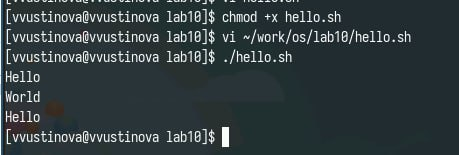 [vvustinova@vvustinova lab10]$ chmod +x hello.sh
[vvustinova@vvustinova lab10]$ vi ~/work/os/lab10/hello.sh
[vvustinova@vvustinova lab10]$ ./hello.sh
Hello
World
Hello
[vvustinova@vvustinova lab10]$